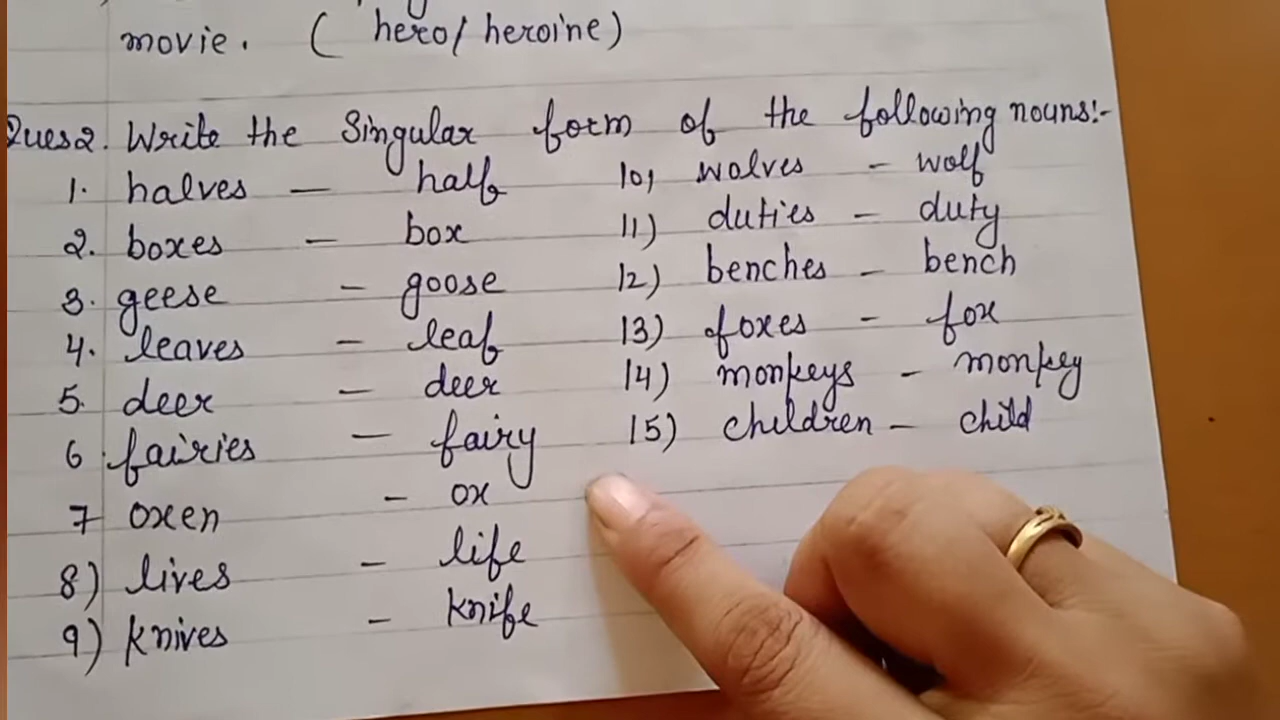 movie. ( hero/heroine)
Ques2. Write the Singular form of the following nouns:-
1. halves – half
2. boxes – box
3. geese – goose
4. leaves – leaf
5. deer – deer
6 fairies – fairy
7 oxen – ox
8) lives – life
9) knives – knife
10) wolves – wolf
11) duties – duty
12) benches – bench
13) foxes – fox
14) monkeys – monkey
15) children – child